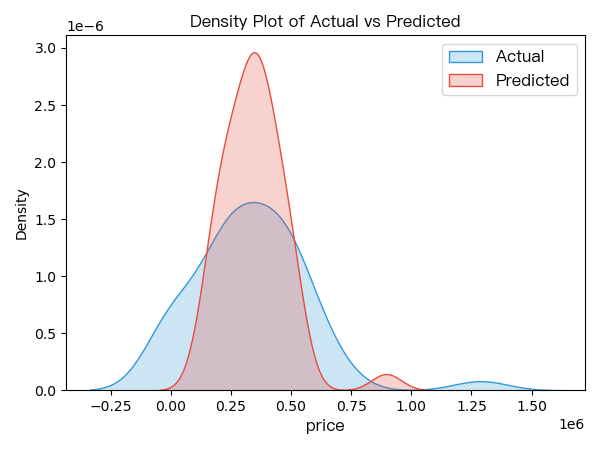 Density Plot of Actual vs Predicted
1e−6
3.0
2.5
2.0
1.5
1.0
0.5
0.0
Density
Actual
Predicted
−0.25 0.00 0.25 0.50 0.75 1.00 1.25 1.50
price
1e6